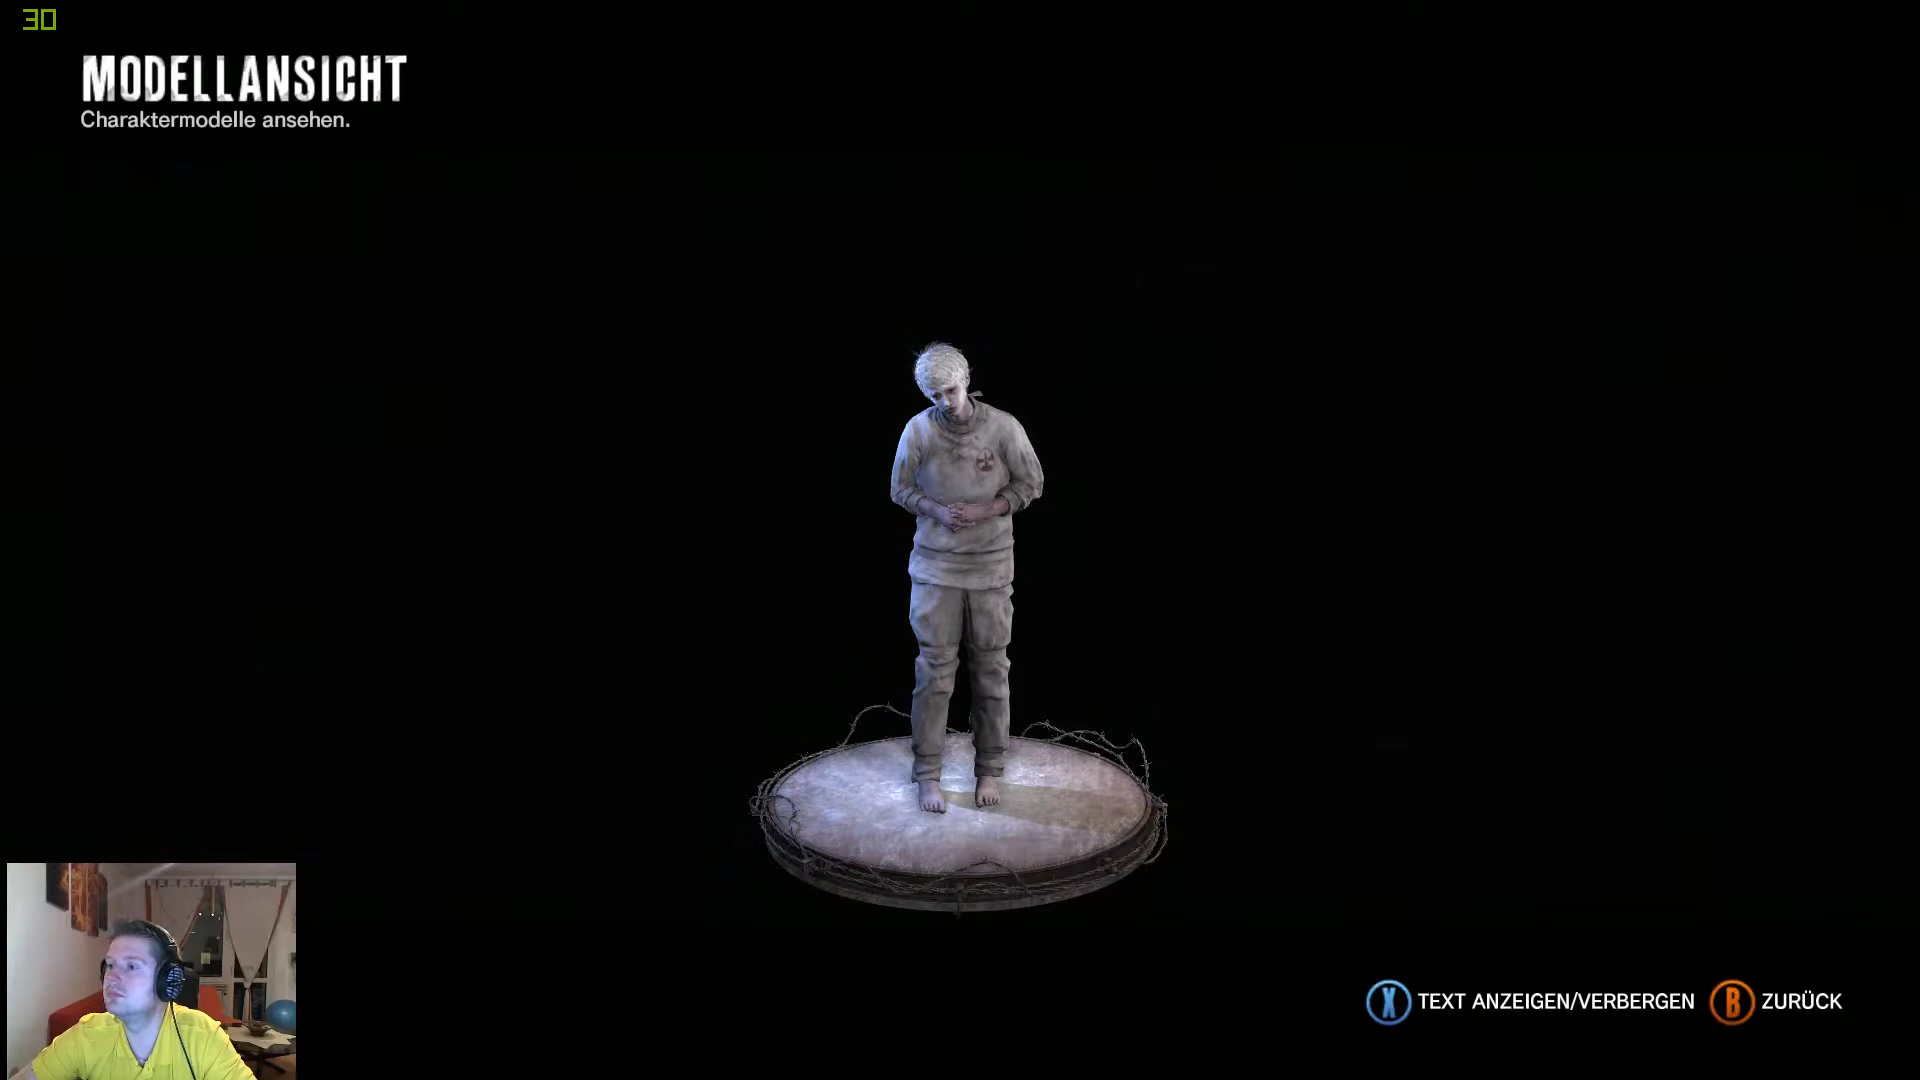 30
MODELLANSICHT
Charaktermodelle ansehen.
X TEXT ANZEIGEN/VERBERGEN B ZURÜCK